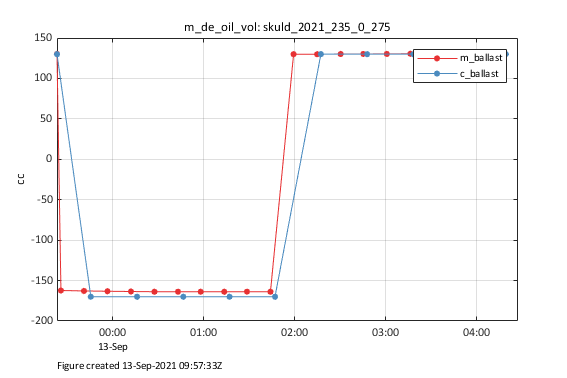 m_de_oil_vol: skuld_2021_235_0_275
150
100
50
0
-50
-100
-150
-200
cc
m_ballast
c_ballast
00:00
01:00
02:00
03:00
04:00
13-Sep
Figure created 13-Sep-2021 09:57:33Z